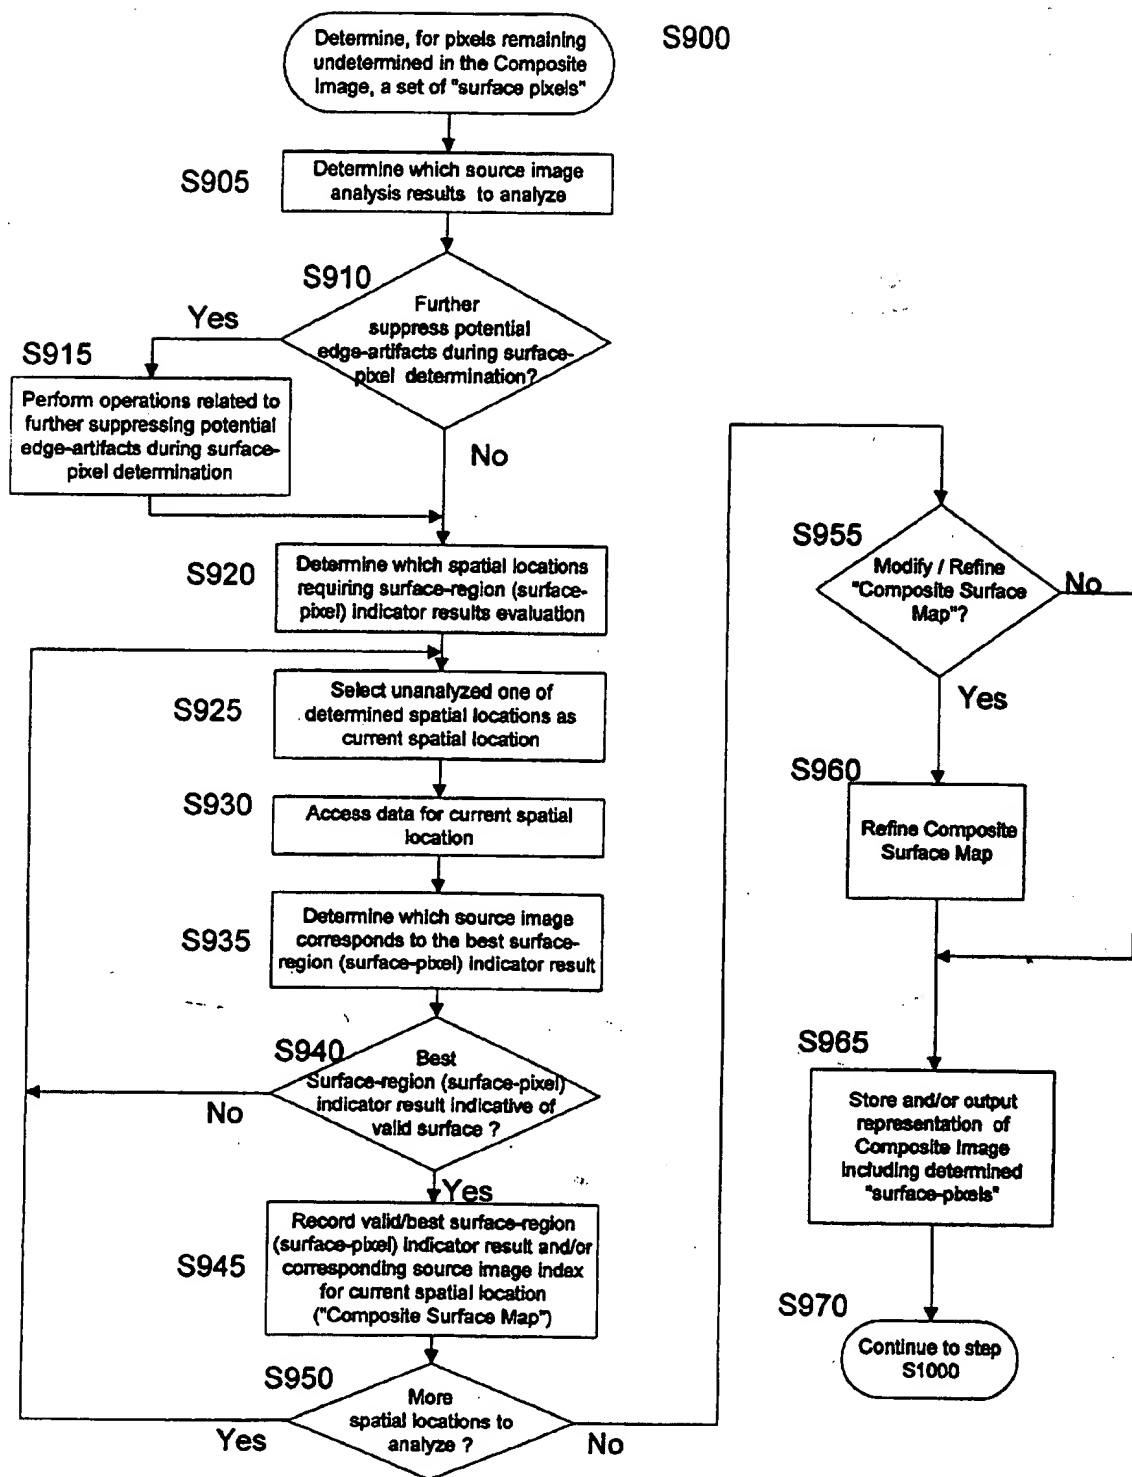 Determine, for pixels remaining
undetermined in the Composite
Image, a set of "surface pixels"
S900
S905
Determine which source image
analysis results to analyze
S910
Further
suppress potential
edge-artifacts during surface-
pixel determination?
Yes
No
S915
Perform operations related to
further suppressing potential
edge-artifacts during surface-
pixel determination
S920
Determine which spatial locations
requiring surface-region (surface-
pixel) indicator results evaluation
S925
Select unanalyzed one of
determined spatial locations as
current spatial location
S930
Access data for current spatial
location
S935
Determine which source image
corresponds to the best surface-
region (surface-pixel) indicator result
S940
Best
Surface-region (surface-pixel)
indicator result indicative of
valid surface ?
No
Yes
S945
Record valid/best surface-region
(surface-pixel) indicator result and/or
corresponding source image index
for current spatial location
("Composite Surface Map")
S950
More
spatial locations to
analyze ?
Yes
No
S955
Modify / Refine
"Composite Surface
Map"?
No
Yes
S960
Refine Composite
Surface Map
S965
Store and/or output
representation of
Composite Image
including determined
"surface-pixels"
S970
Continue to step
S1000